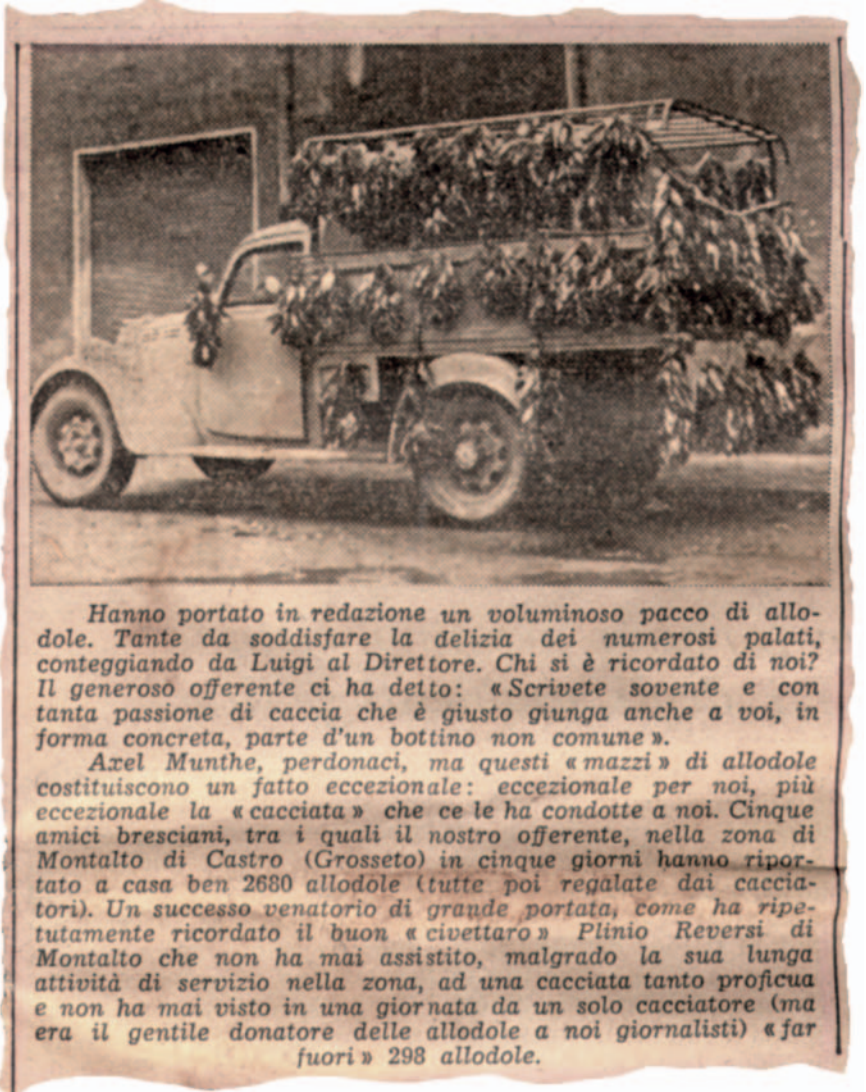 Hanno portato in redazione un voluminoso pacco di allo-
dole. Tante da soddisfare la delizia dei numerosi palati,
conteggiando da Luigi al Direttore. Chi si è ricordato di noi?
Il generoso offerente ci ha detto: «Scrivete sovente e con
tanta passione di caccia che è giusto giunga anche a voi, in
forma concreta, parte d'un bottino non comune».
Axel Munthe, perdonaci, ma questi «mazzi» di allodole
costituiscono un fatto eccezionale: eccezionale per noi, più
eccezionale la «cacciata» che ce le ha condotte a noi. Cinque
amici bresciani, tra i quali il nostro offerente, nella zona di
Montalto di Castro (Grosseto) in cinque giorni hanno ripor-
tato a casa ben 2680 allodole (tutte poi regalate dai caccia-
tori). Un successo venatorio di grande portata, come ha ripe-
tutamente ricordato il buon «civettaro» Plinio Reversi di
Montalto che non ha mai assistito, malgrado la sua lunga
attività di servizio nella zona, ad una cacciata tanto proficua
e non ha mai visto in una giornata da un solo cacciatore (ma
era il gentile donatore delle allodole a noi giornalisti) «far
fuori» 298 allodole.